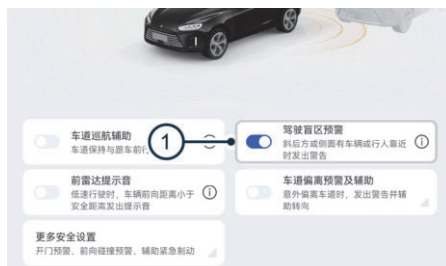 车道巡航辅助
车道保持与跟车前行
1
驾驶盲区预警
斜后方或侧面有车辆或行人靠近
时发出警告
前雷达提示音
低速行驶时，车辆前向距离小于
安全距离发出提示音
车道偏离预警及辅助
意外偏离车道时，发出警告并辅
助转向
更多安全设置
开门预警、前向碰撞预警、辅助紧急制动